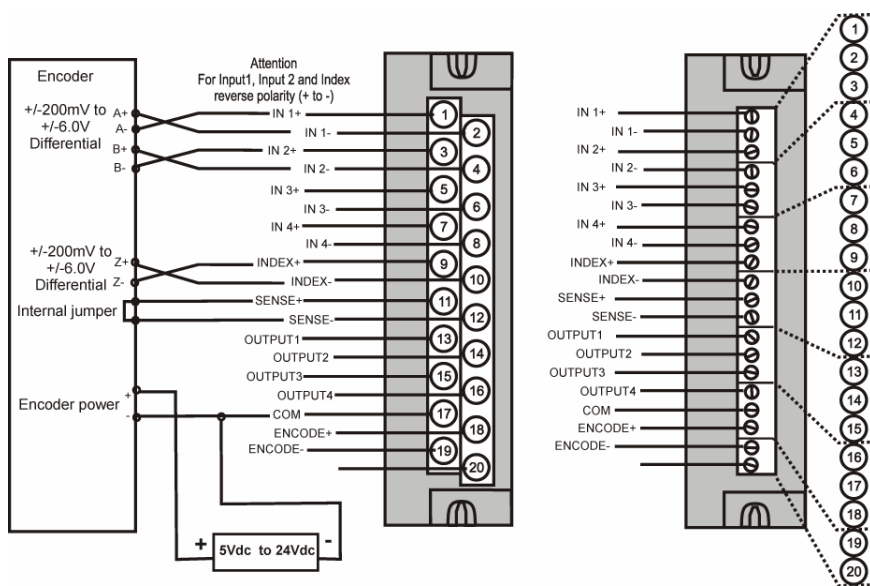 Encoder
+/-200mV to
+/-6.0V
Differential
A+
A-
B+
B-
+/-200mV to
+/-6.0V
Differential
Z+
Z-
Internal jumper
Encoder power
+
-
+
5Vdc to 24Vdc
-
Attention
For Input1, Input 2 and Index
reverse polarity (+ to -)
IN 1+
IN 1-
IN 2+
IN 2-
IN 3+
IN 3-
IN 4+
IN 4-
INDEX+
INDEX-
SENSE+
SENSE-
OUTPUT1
OUTPUT2
OUTPUT3
OUTPUT4
COM
ENCODE+
ENCODE-
1
2
3
4
5
6
7
8
9
10
11
12
13
14
15
16
17
18
19
20
IN 1+
IN 1-
IN 2+
IN 2-
IN 3+
IN 3-
IN 4+
IN 4-
INDEX+
INDEX-
SENSE+
SENSE-
OUTPUT1
OUTPUT2
OUTPUT3
OUTPUT4
COM
ENCODE+
ENCODE-
1
2
3
4
5
6
7
8
9
10
11
12
13
14
15
16
17
18
19
20